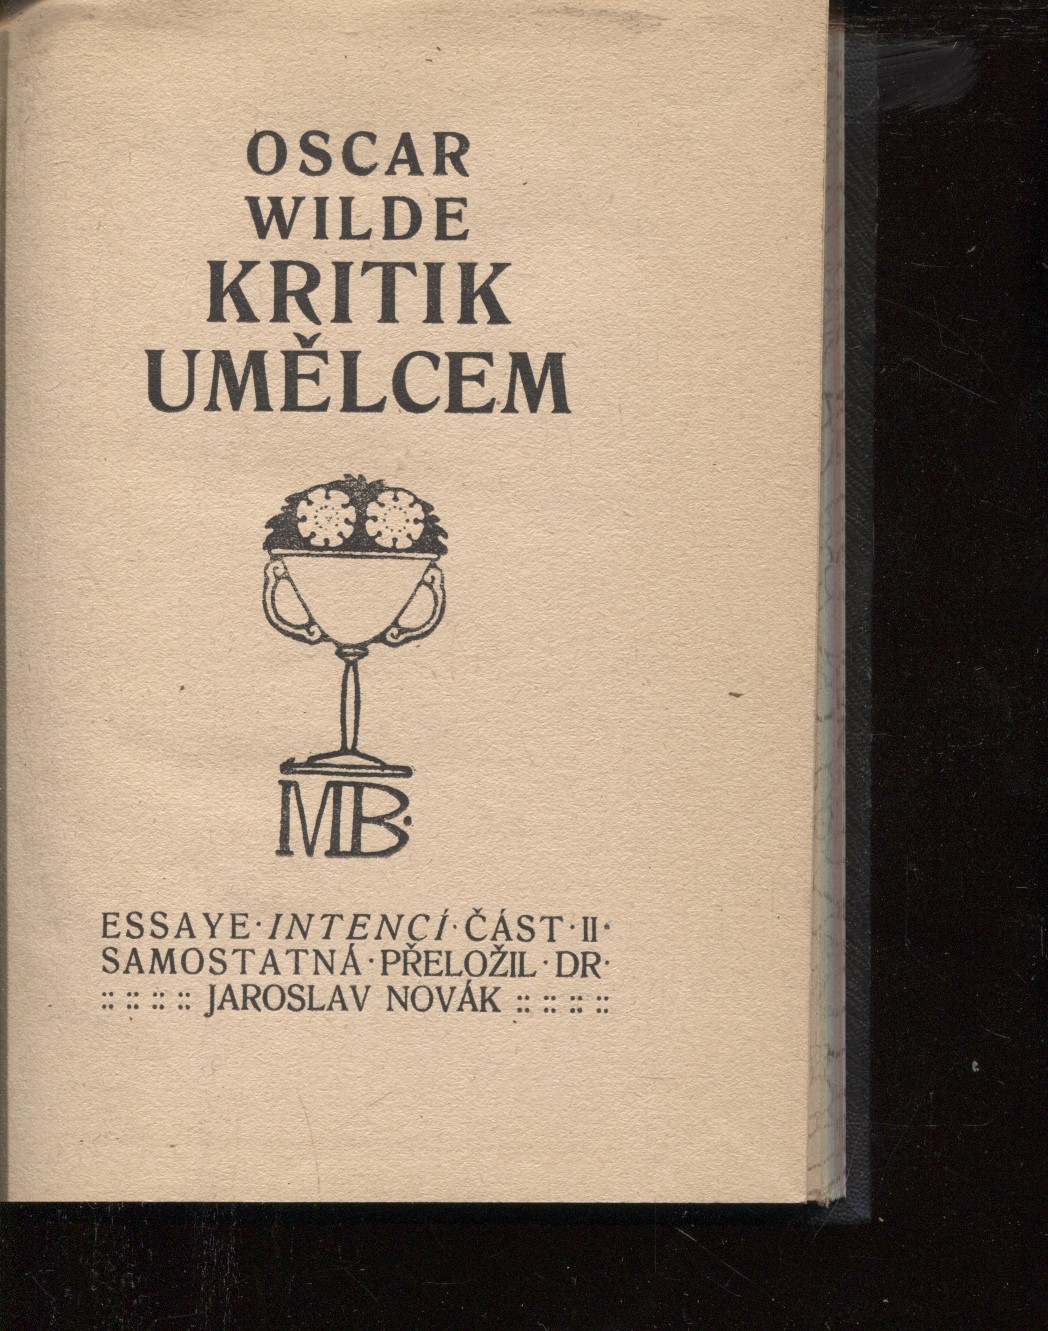 OSCAR
WILDE
KRITIK
UMĚLCEM
MB·
ESSAYE·INTENCÍ·ČÁST·II·
SAMOSTATNÁ·PŘELOŽIL·DR·
:: :: :: :: JAROSLAV NOVÁK :: :: :: ::